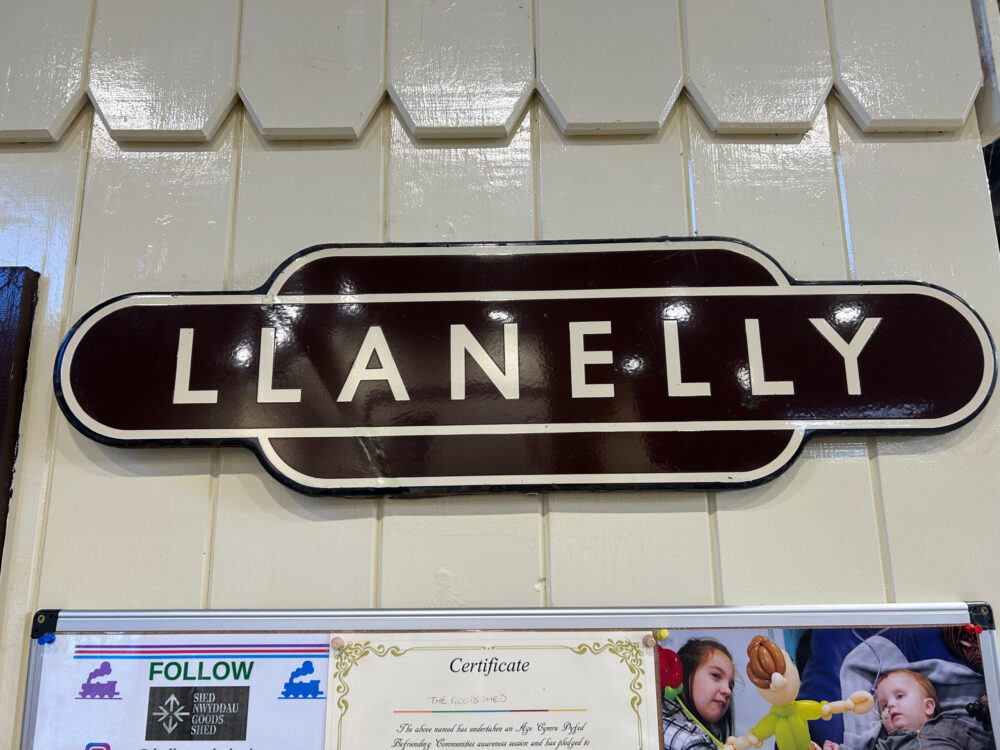 LLANELLY
FOLLOW
SIED
NWYDDAU
GOODS
SHED
Certificate
THE GOODS SHED
The above named has undertaken an Age Cymru Dyfed
Befriending Communities awareness session and has pledged to